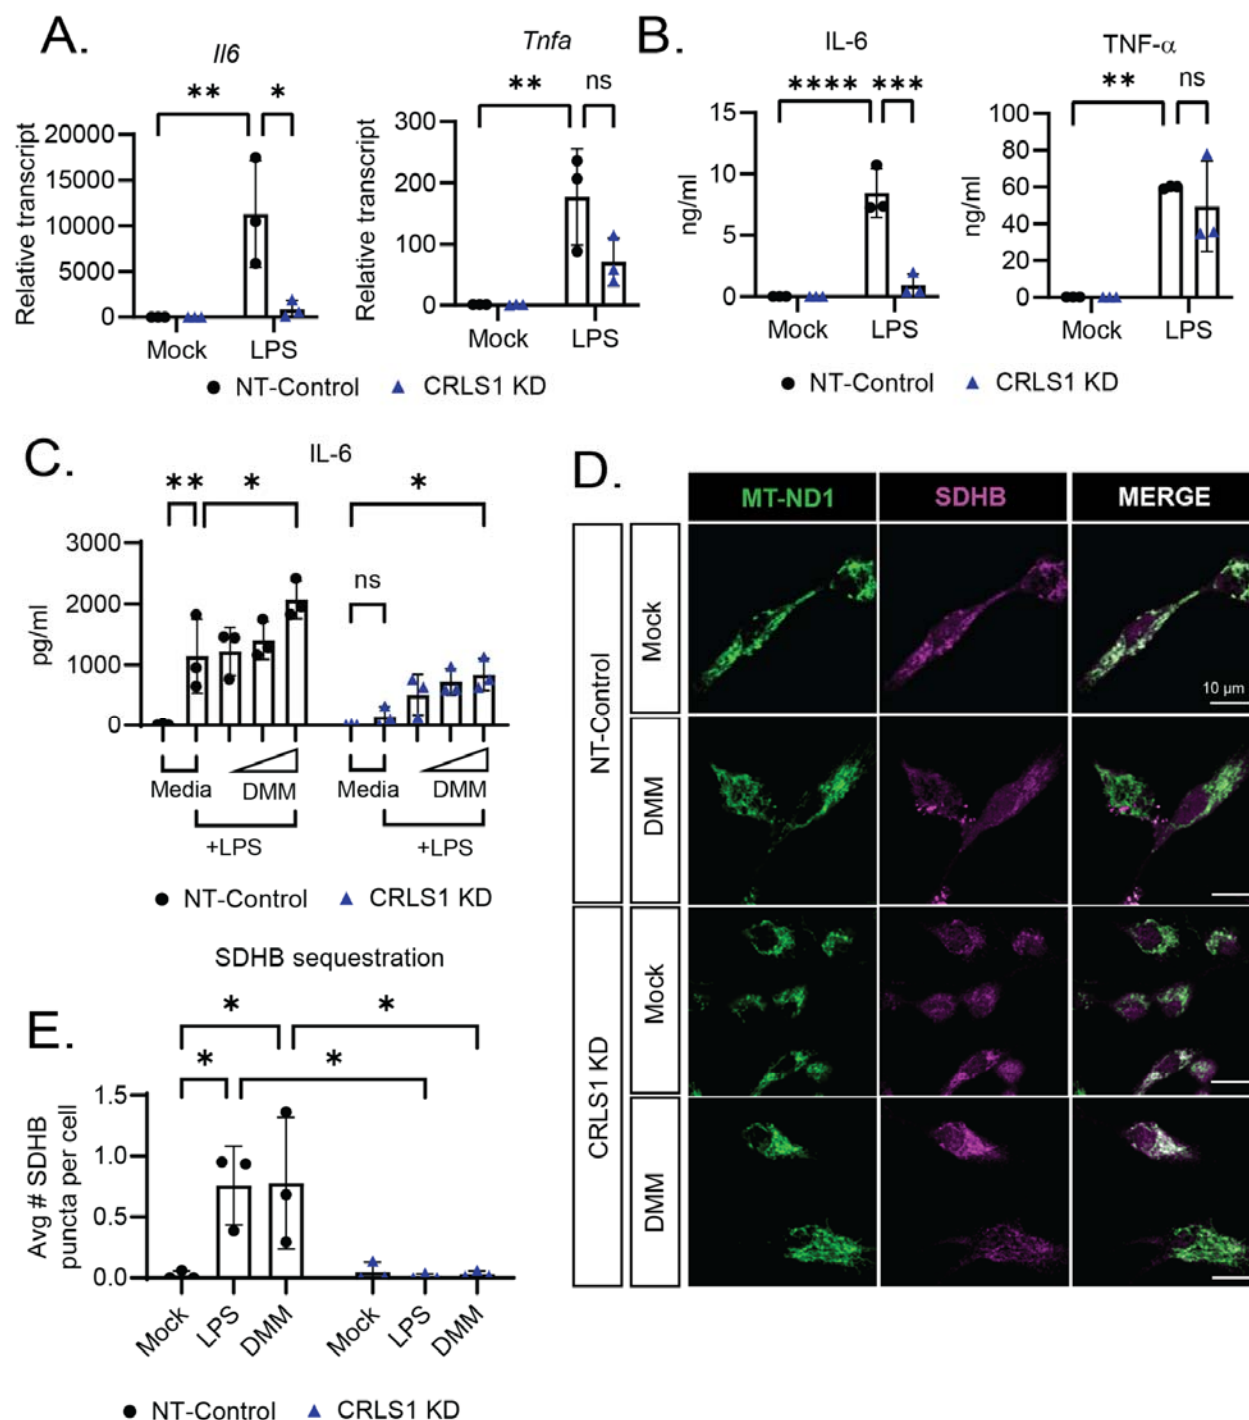 A.
Il6
Tnfa
** *
** ns
Relative transcript
20000
15000
10000
5000
0
Relative transcript
300
200
100
0
Mock LPS
Mock LPS
● NT-Control ▲ CRLS1 KD
B.
IL-6
TNF-α
**** ***
** ns
ng/ml
15
10
5
0
ng/ml
100
80
60
40
20
0
Mock LPS
Mock LPS
● NT-Control ▲ CRLS1 KD
C.
IL-6
** * *
ns
pg/ml
3000
2000
1000
0
Media DMM Media DMM
+LPS +LPS
● NT-Control ▲ CRLS1 KD
D.
MT-ND1 SDHB MERGE
NT-Control
Mock
10 μm
DMM
CRLS1 KD
Mock
DMM
E.
SDHB sequestration
* *
* *
Avg # SDHB
puncta per cell
1.5
1.0
0.5
0.0
Mock LPS DMM Mock LPS DMM
● NT-Control ▲ CRLS1 KD